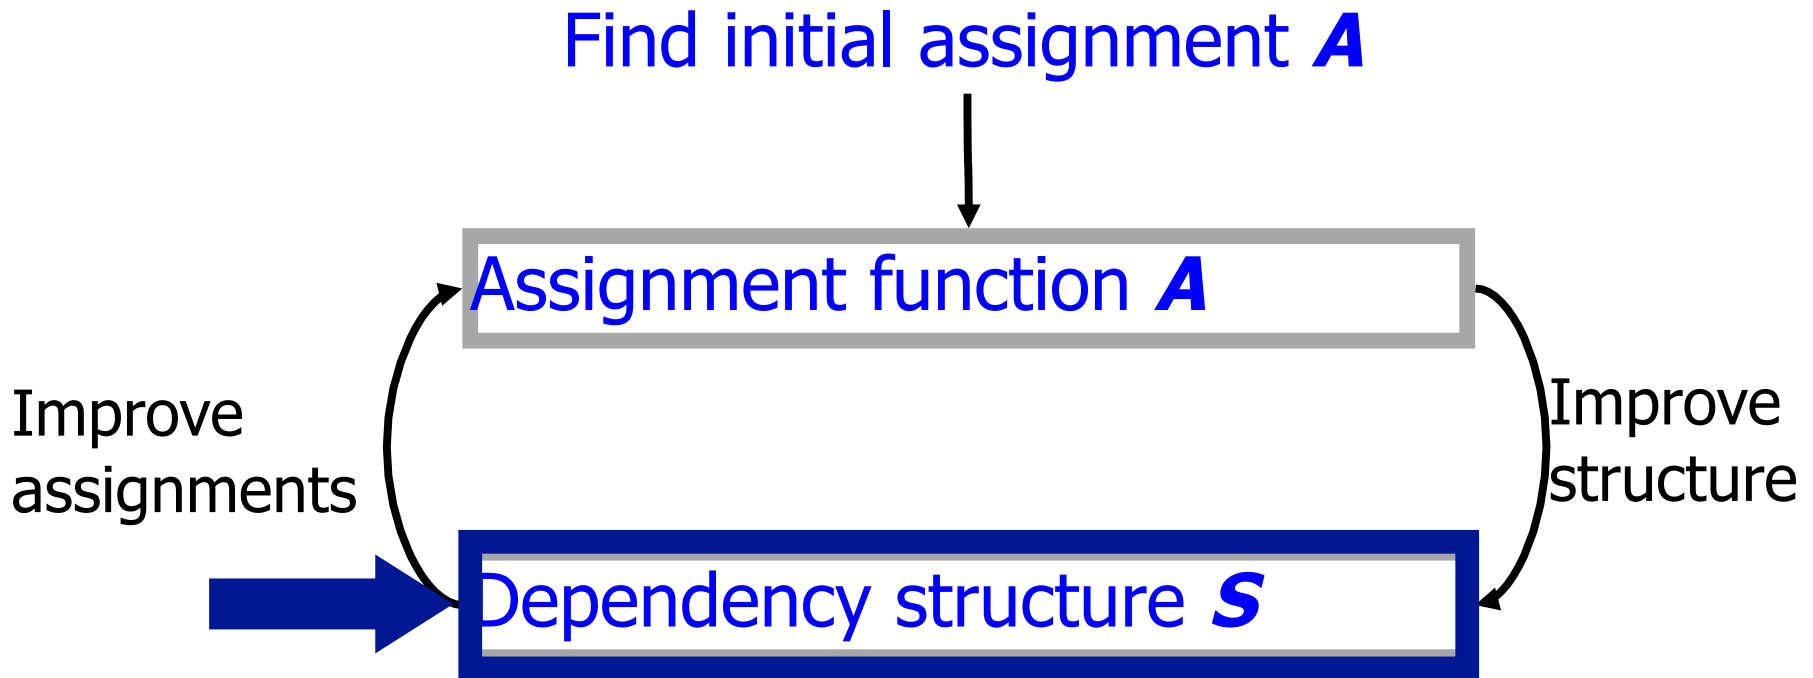 Find initial assignment A
Assignment function A
Improve
assignments
Improve
structure
Dependency structure S